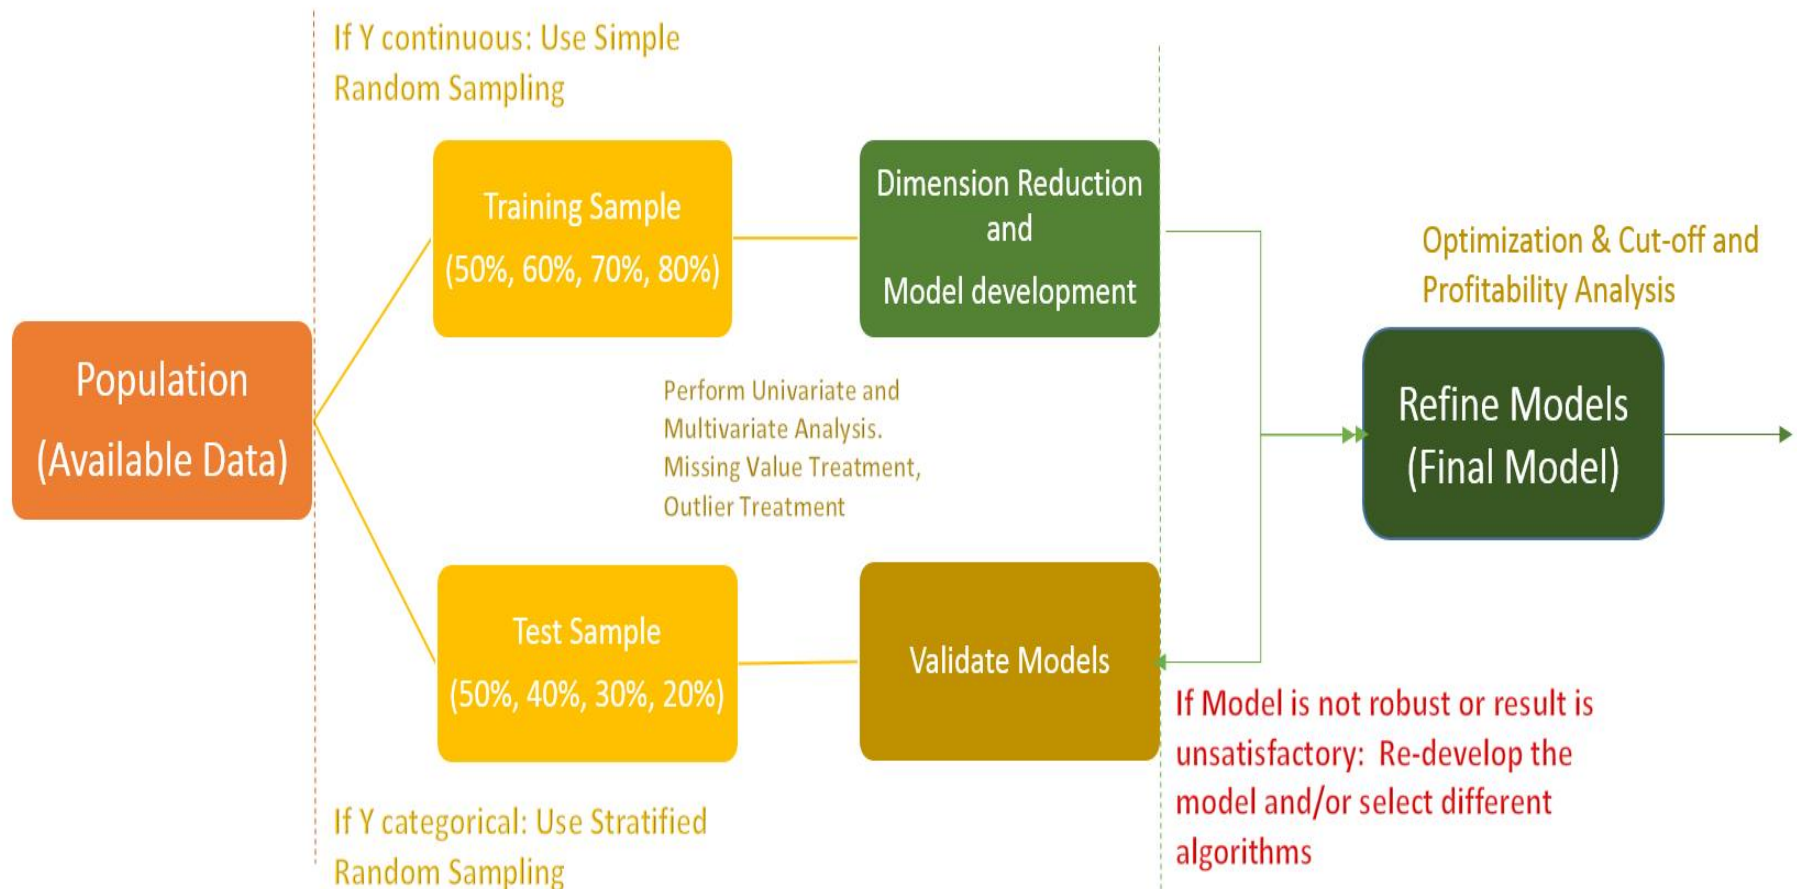 If Y continuous: Use Simple
Random Sampling
Training Sample
(50%, 60%, 70%, 80%)
Dimension Reduction
and
Model development
Optimization & Cut-off and
Profitability Analysis
Population
(Available Data)
Perform Univariate and
Multivariate Analysis.
Missing Value Treatment,
Outlier Treatment
Refine Models
(Final Model)
Test Sample
(50%, 40%, 30%, 20%)
Validate Models
If Model is not robust or result is
unsatisfactory: Re-develop the
model and/or select different
algorithms
If Y categorical: Use Stratified
Random Sampling